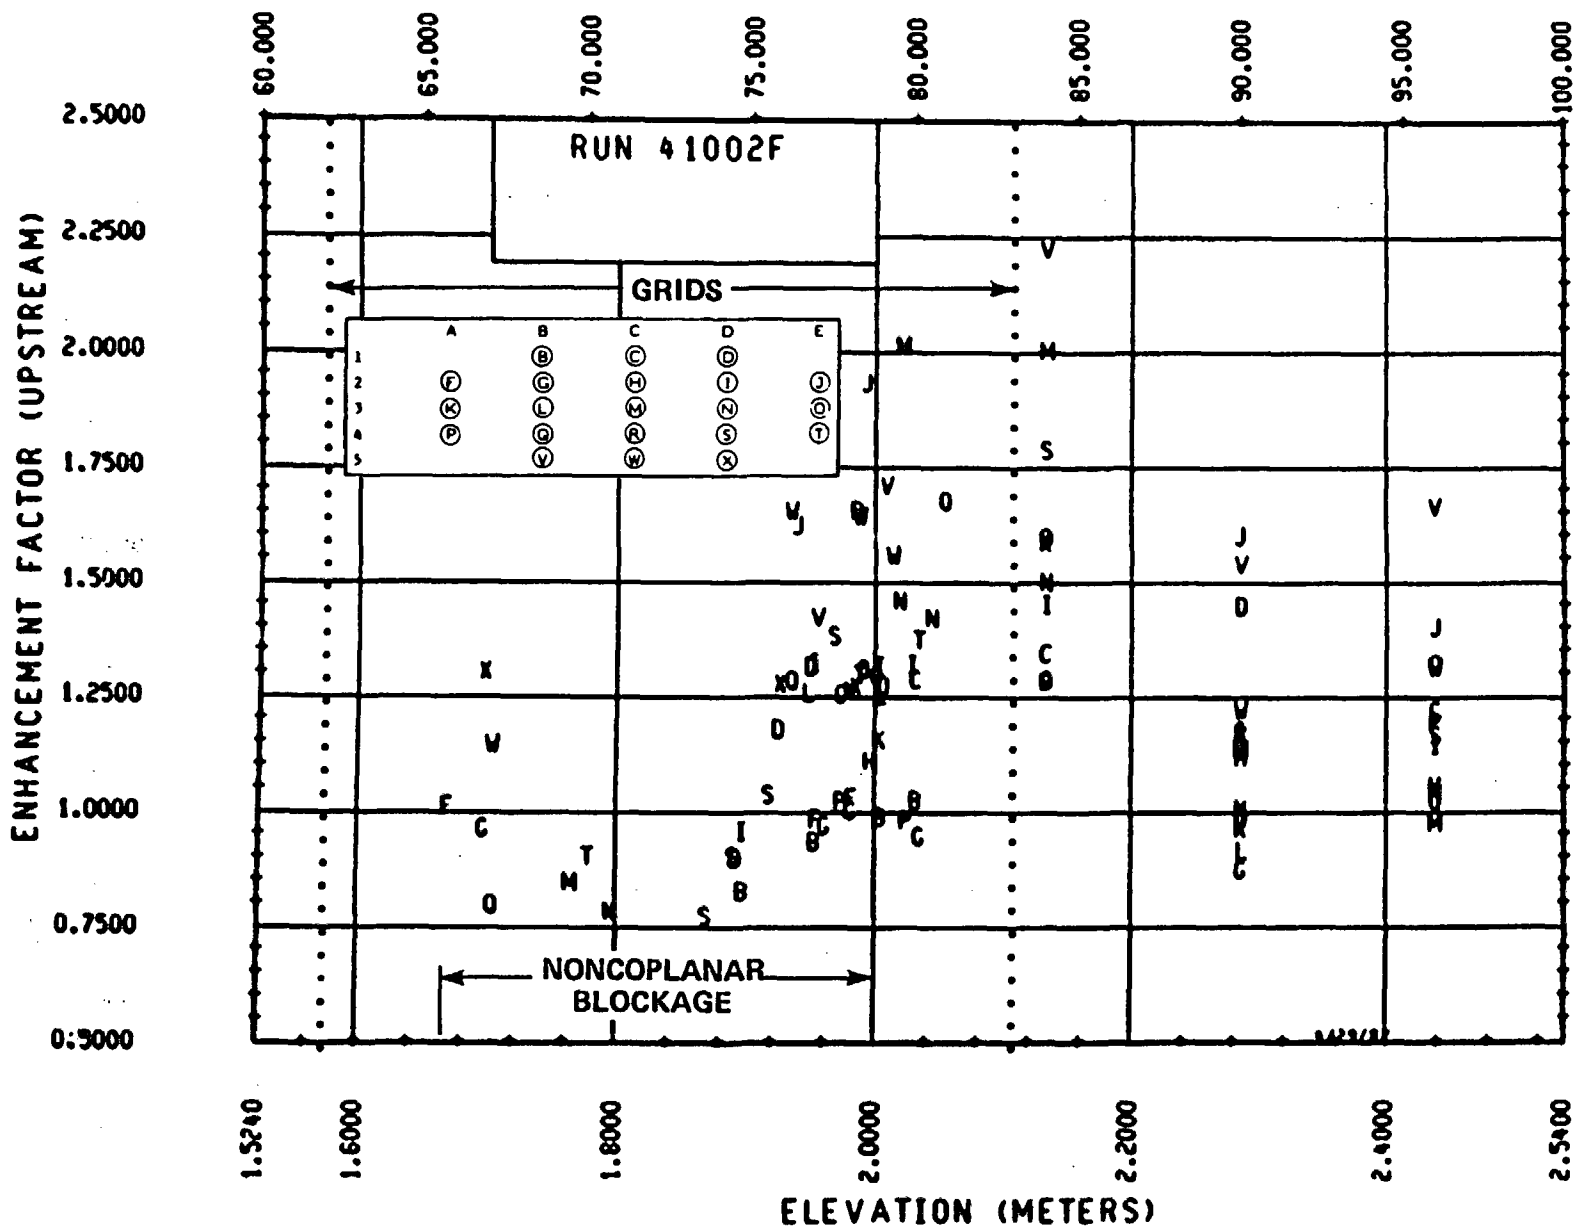 60.000 65.000 70.000 75.000 80.000 85.000 90.000 95.000 100.000
RUN 41002F
ENHANCEMENT FACTOR (UPSTREAM)
2.5000
2.2500
2.0000
1.7500
1.5000
1.2500
1.0000
0.7500
0.5000
GRIDS
A B C D E
1 B C D
2 F G H I J
3 K L M N O
4 P Q R S T
5 V W X
V
M M
J
S
V O V
W W
J
J
W V
N N
I D
V N
S T J
C
X
D
W
H
S
F
G G
I
T
M
B
O N S
NONCOPLANAR
BLOCKAGE
1.5240 1.6000 1.8000 2.0000 2.2000 2.4000 2.5400
ELEVATION (METERS)